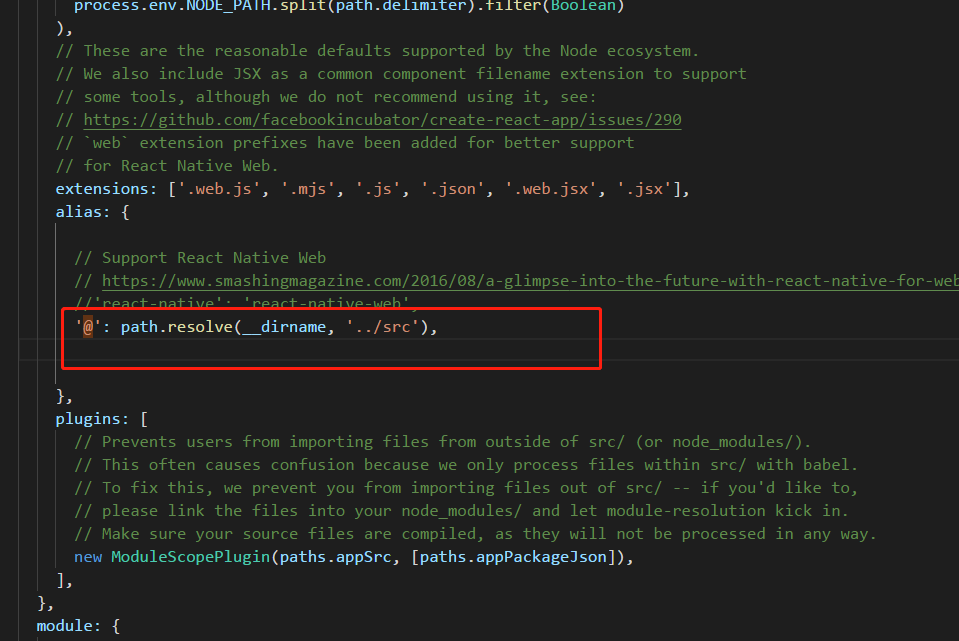 process.env.NODE_PATH.split(path.delimiter).filter(Boolean)
),
// These are the reasonable defaults supported by the Node ecosystem.
// We also include JSX as a common component filename extension to support
// some tools, although we do not recommend using it, see:
// https://github.com/facebookincubator/create-react-app/issues/290
// `web` extension prefixes have been added for better support
// for React Native Web.
extensions: ['.web.js', '.mjs', '.js', '.json', '.web.jsx', '.jsx'],
alias: {
// Support React Native Web
// https://www.smashingmagazine.com/2016/08/a-glimpse-into-the-future-with-react-native-for-web
//'react-native': 'react-native-web',
'@': path.resolve(__dirname, '../src'),
},
plugins: [
// Prevents users from importing files from outside of src/ (or node_modules/).
// This often causes confusion because we only process files within src/ with babel.
// To fix this, we prevent you from importing files out of src/ -- if you'd like to,
// please link the files into your node_modules/ and let module-resolution kick in.
// Make sure your source files are compiled, as they will not be processed in any way.
new ModuleScopePlugin(paths.appSrc, [paths.appPackageJson]),
],
},
module: {